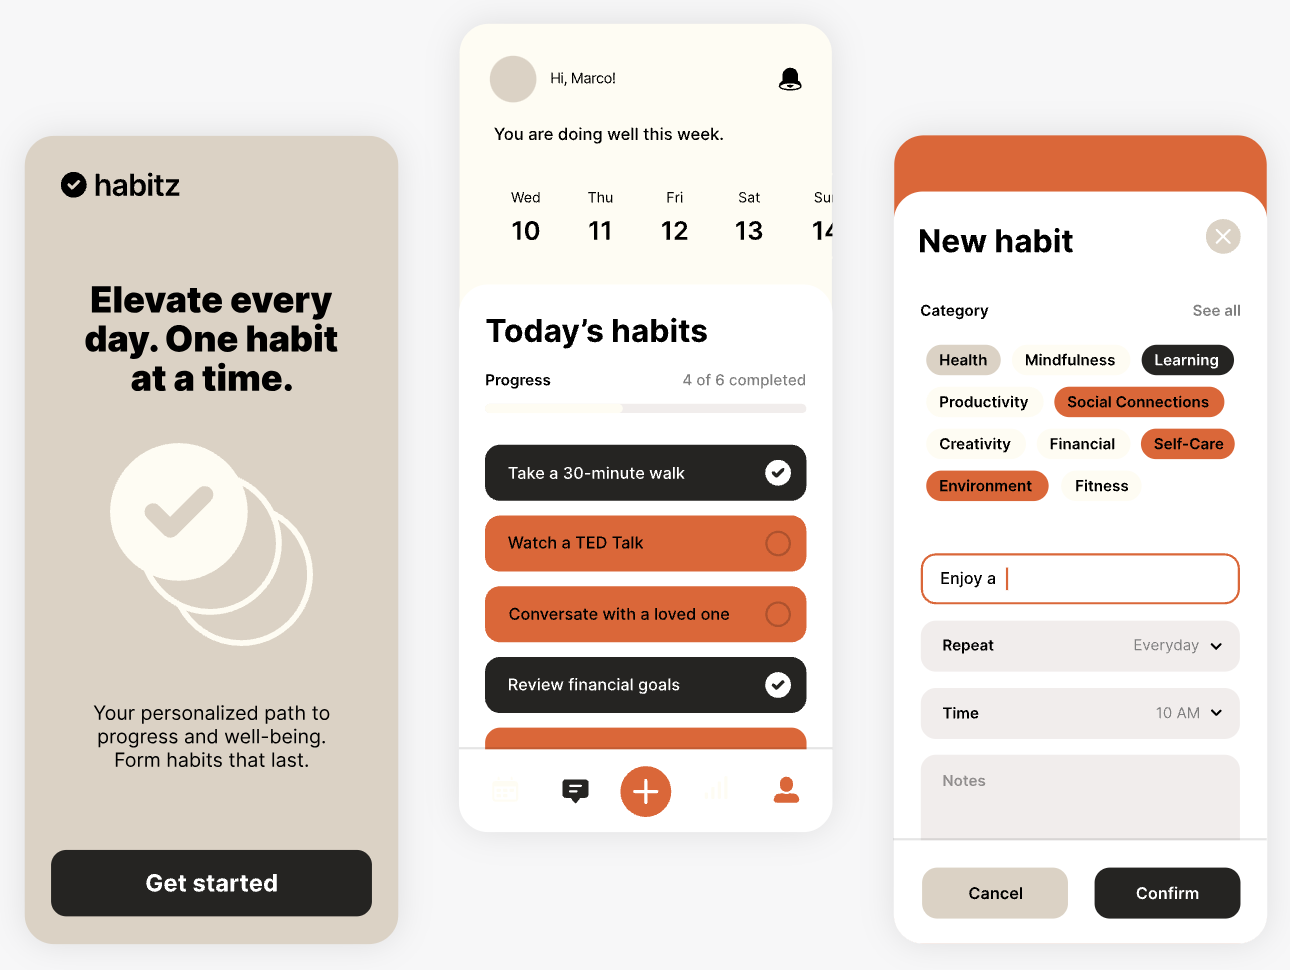 habitz
Elevate every
day. One habit
at a time.
Your personalized path to
progress and well-being.
Form habits that last.
Get started
Hi, Marco!
You are doing well this week.
Wed Thu Fri Sat Sun
10 11 12 13 14
Today's habits
Progress 4 of 6 completed
Take a 30-minute walk
Watch a TED Talk
Conversate with a loved one
Review financial goals
New habit
Category See all
Health Mindfulness Learning
Productivity Social Connections
Creativity Financial Self-Care
Environment Fitness
Enjoy a
Repeat Everyday
Time 10 AM
Notes
Cancel Confirm